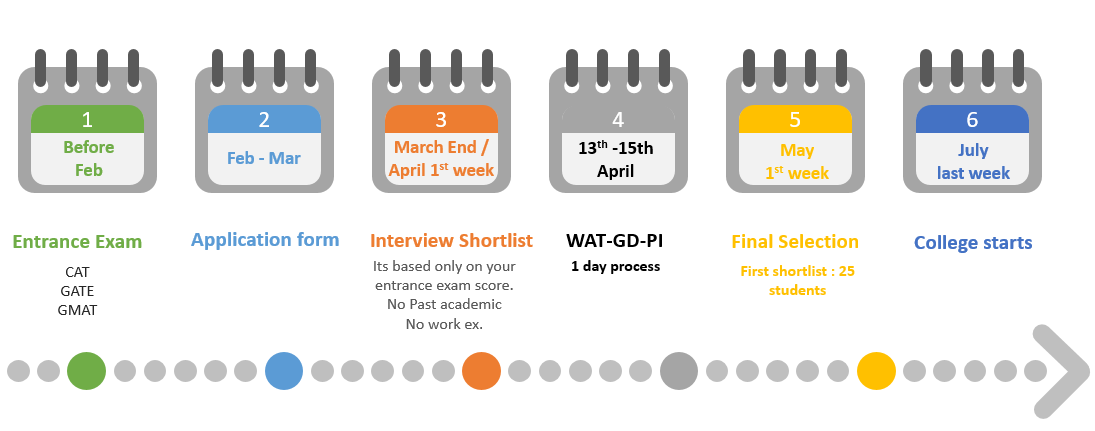 1
Before
Feb
2
Feb - Mar
3
March End /
April 1st week
4
13th -15th
April
5
May
1st week
6
July
last week
Entrance Exam
CAT
GATE
GMAT
Application form
Interview Shortlist
Its based only on your
entrance exam score.
No Past academic
No work ex.
WAT-GD-PI
1 day process
Final Selection
First shortlist : 25
students
College starts